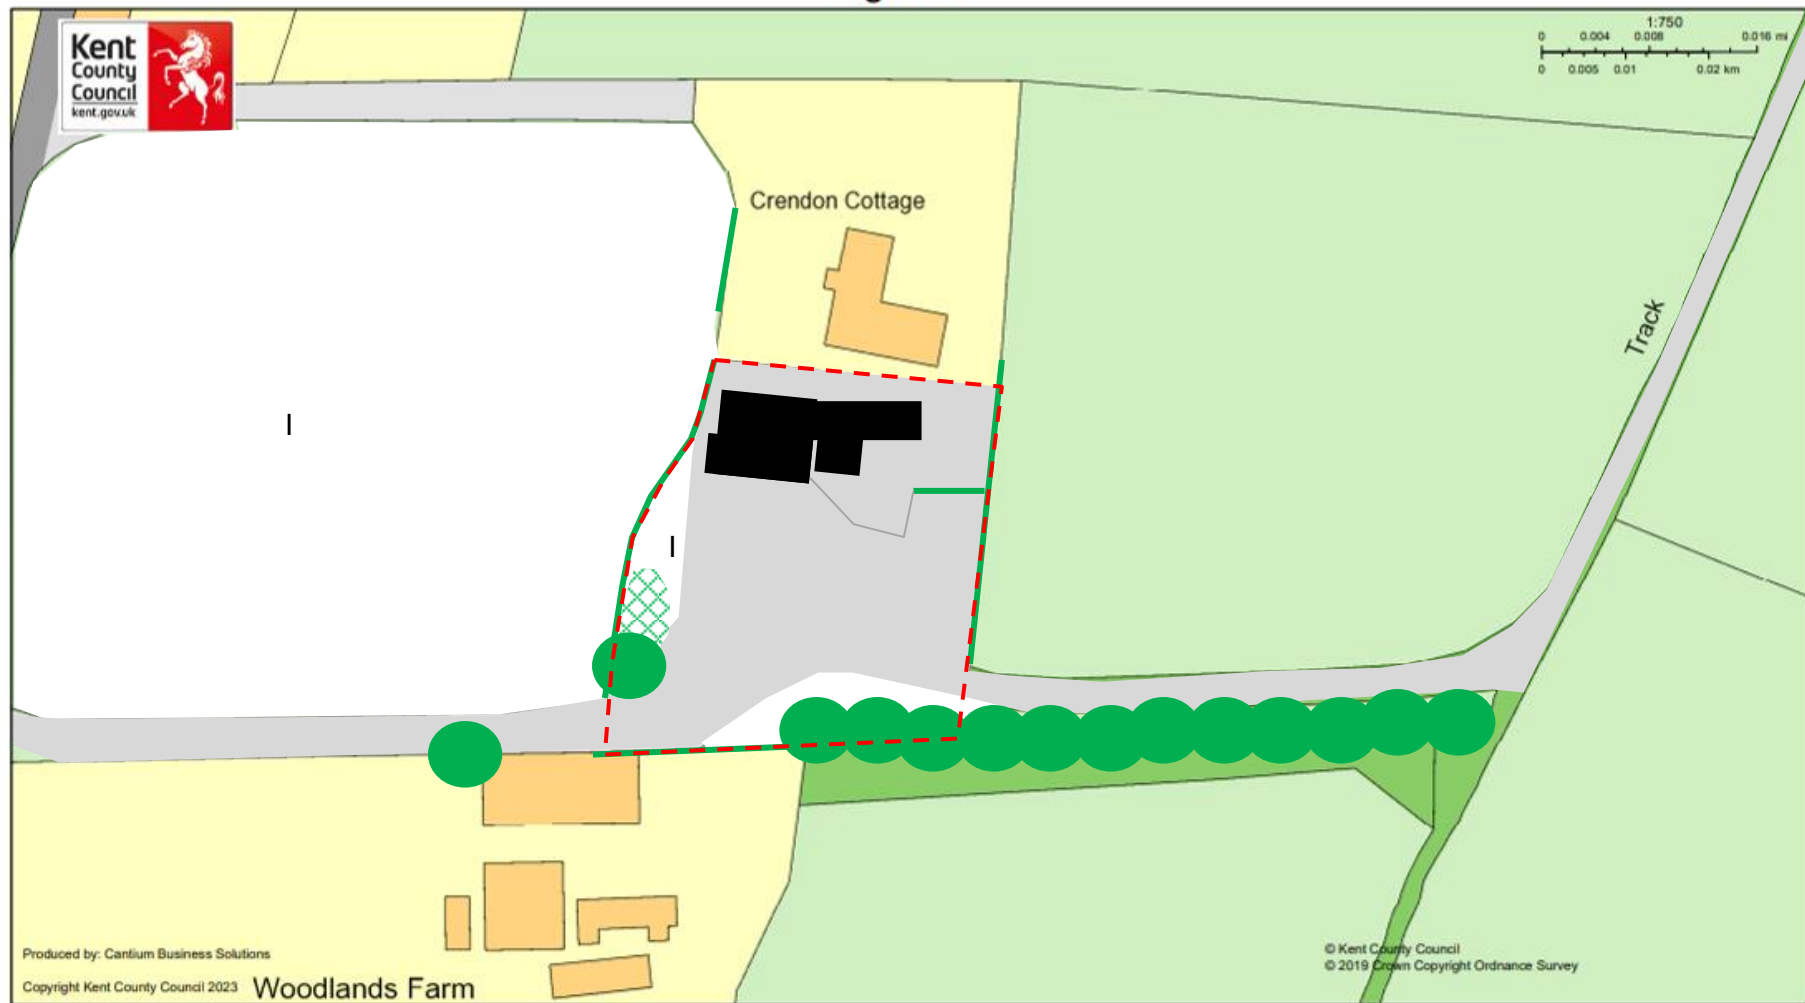 Kent
County
Council
kent.gov.uk
1:750
0 0.004 0.008 0.016 mi
0 0.005 0.01 0.02 km
Crendon Cottage
Track
I
I
Produced by: Cantium Business Solutions
Copyright Kent County Council 2023
Woodlands Farm
© Kent County Council
© 2019 Crown Copyright Ordnance Survey